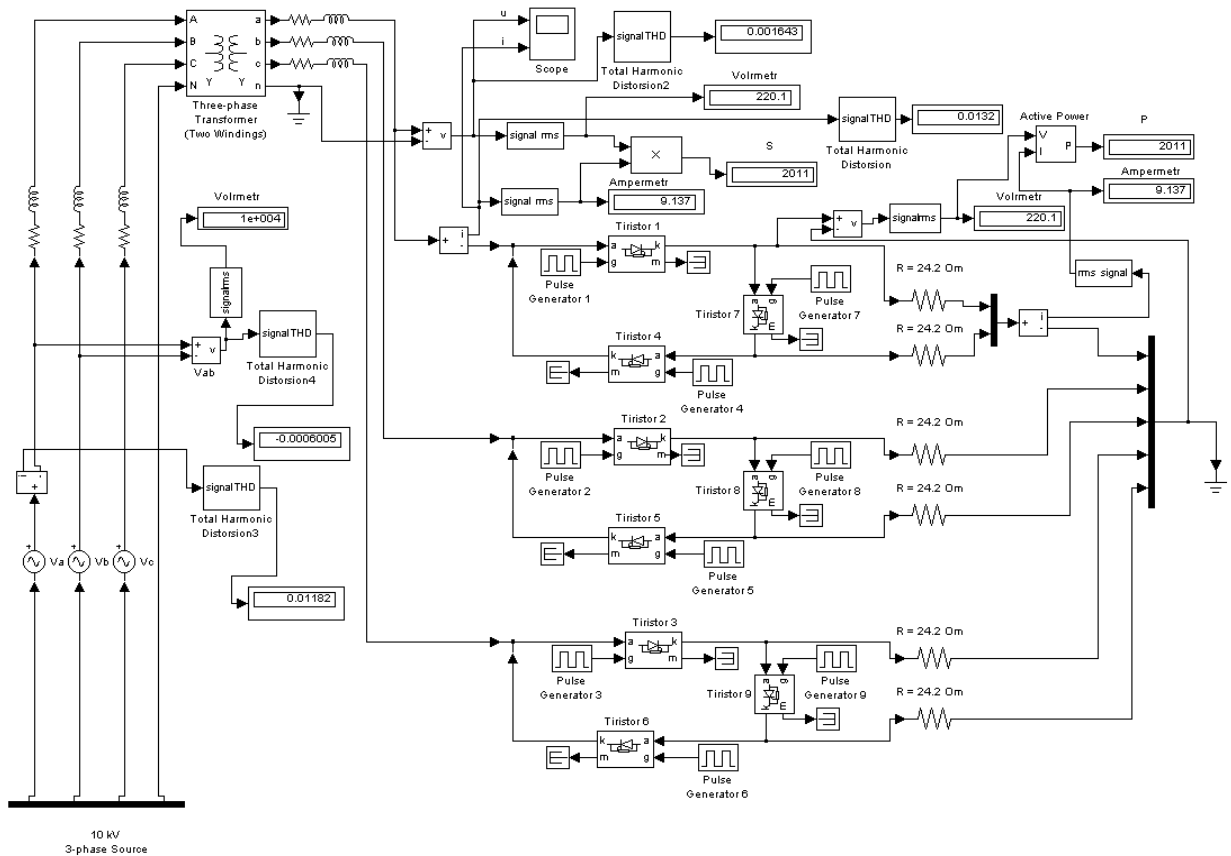 A
B
C
N
a
b
c
n
Y Y
Three-phase
Transformer
(Two Windings)
u
i
Scope
signalTHD
Total Harmonic
Distorsion2
0.001643
Volrmetr
220.1
+
-
v
signal rms
×
S
2011
signalTHD
Total Harmonic
Distorsion
0.0132
Active Power
V
I
P
P
2011
Ampermetr
9.137
signal rms
Ampermetr
9.137
+
-
v
signalrms
Volrmetr
220.1
rms signal
+
i
-
Volrmetr
1e+004
signalrms
+
-
v
Vab
signalTHD
Total Harmonic
Distorsion4
-0.0006005
i
-
+
signalTHD
Total Harmonic
Distorsion3
0.01182
+
Va
+
Vb
+
Vc
10 kV
3-phase Source
Tiristor 1
a
g
k
m
Pulse
Generator 1
a
g
k
m
Tiristor 7
Pulse
Generator 7
Tiristor 4
k
m
a
g
Pulse
Generator 4
R = 24.2 Om
R = 24.2 Om
+
i
-
Tiristor 2
a
g
k
m
Pulse
Generator 2
a
g
k
m
Tiristor 8
Pulse
Generator 8
Tiristor 5
k
m
a
g
Pulse
Generator 5
R = 24.2 Om
R = 24.2 Om
Tiristor 3
a
g
k
m
Pulse
Generator 3
a
g
k
m
Tiristor 9
Pulse
Generator 9
Tiristor 6
k
m
a
g
Pulse
Generator 6
R = 24.2 Om
R = 24.2 Om